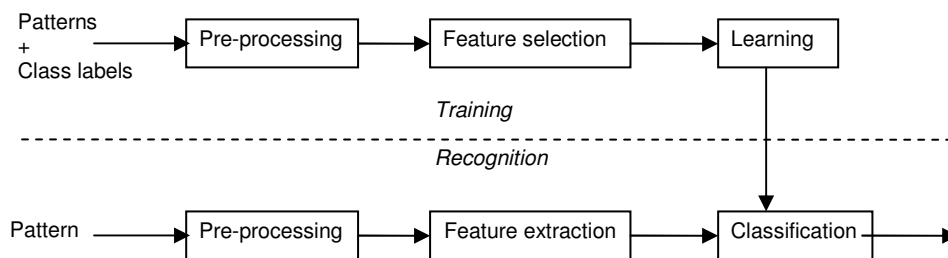 Patterns
+
Class labels
Pre-processing
Feature selection
Learning
Training
Recognition
Pattern
Pre-processing
Feature extraction
Classification